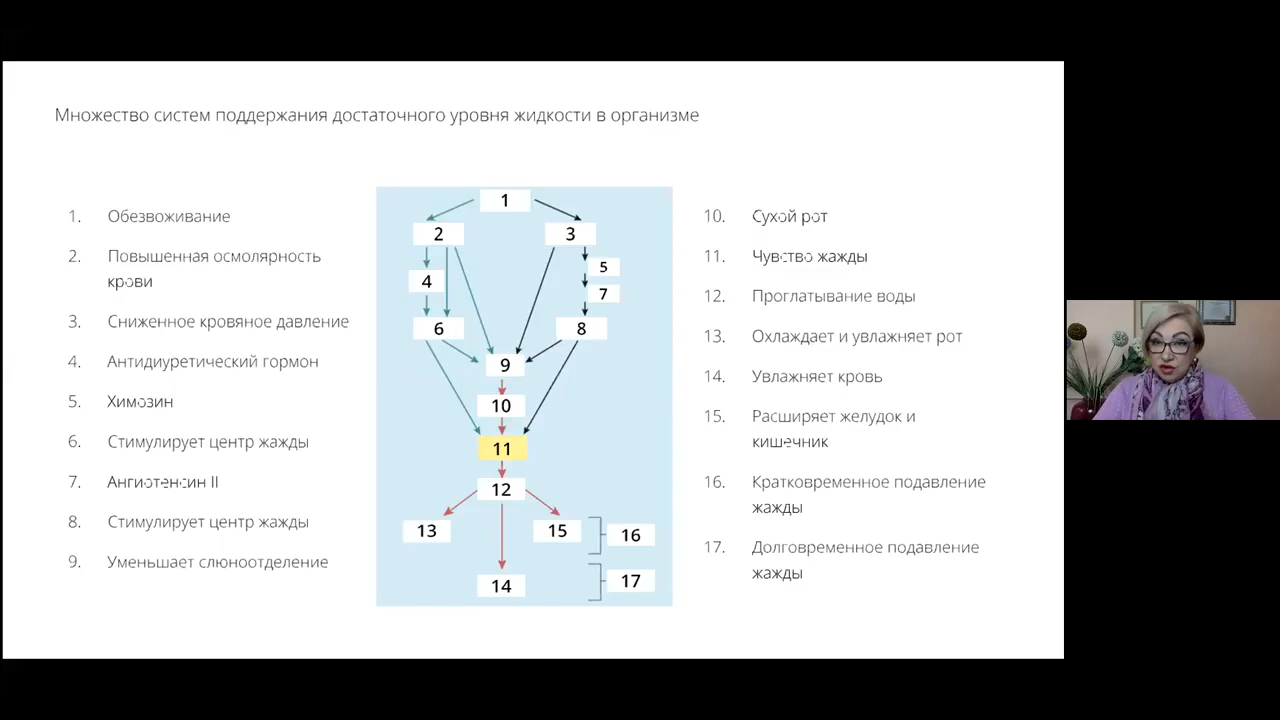 Множество систем поддержания достаточного уровня жидкости в организме
1. Обезвоживание
2. Повышенная осмолярность
крови
3. Сниженное кровяное давление
4. Антидиуретический гормон
5. Химозин
6. Стимулирует центр жажды
7. Ангиотенсин II
8. Стимулирует центр жажды
9. Уменьшает слюноотделение
1
2
3
4
5
7
6
8
9
10
11
12
13
15
16
14
17
10. Сухой рот
11. Чувство жажды
12. Проглатывание воды
13. Охлаждает и увлажняет рот
14. Увлажняет кровь
15. Расширяет желудок и
кишечник
16. Кратковременное подавление
жажды
17. Долговременное подавление
жажды